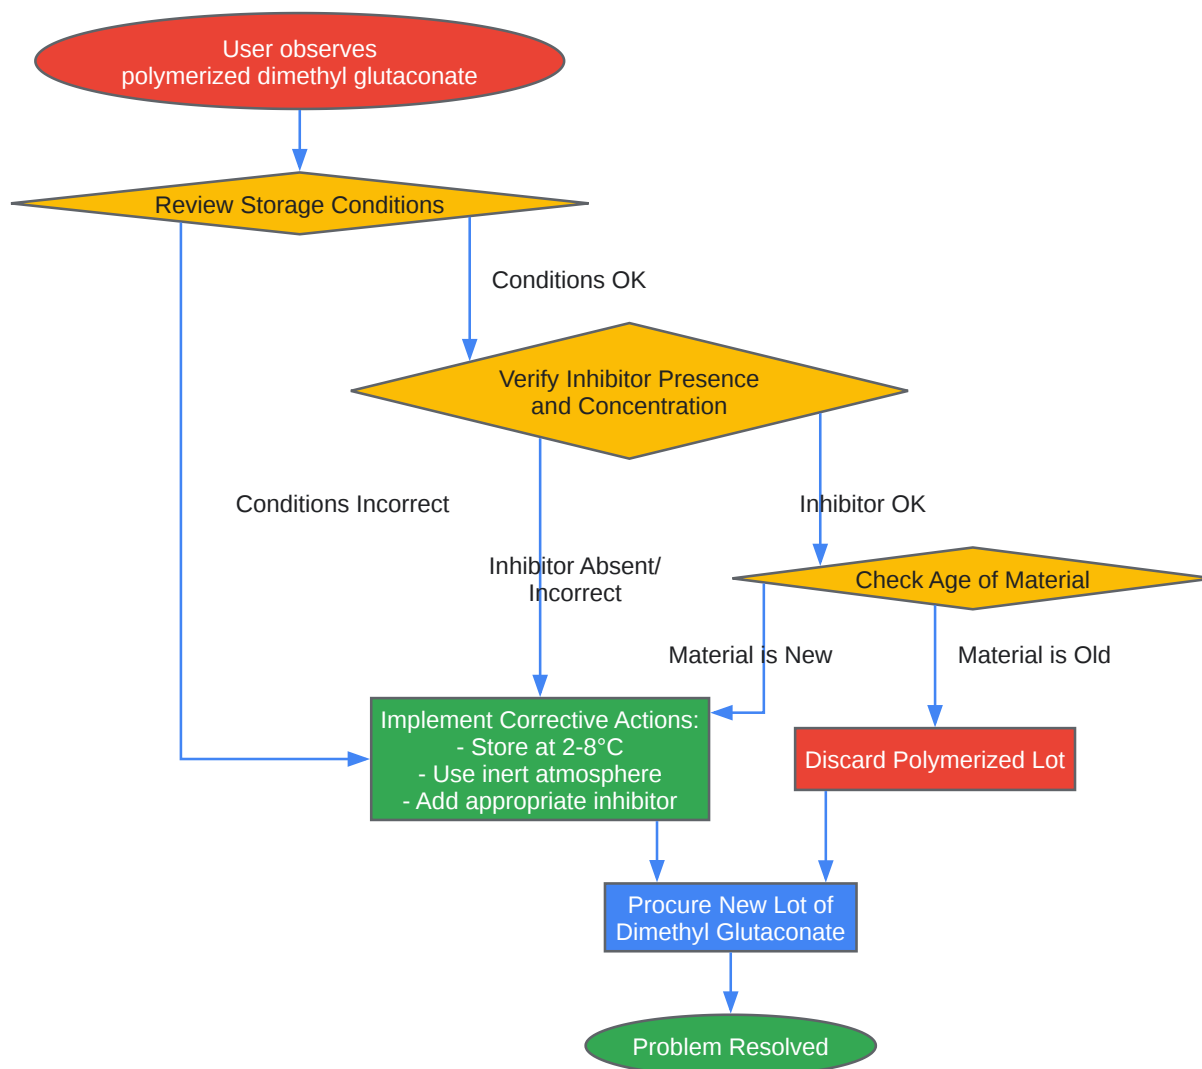 User observes
polymerized dimethyl glutaconate
Review Storage Conditions
Conditions OK
Verify Inhibitor Presence
and Concentration
Conditions Incorrect
Inhibitor OK
Inhibitor Absent/
Incorrect
Check Age of Material
Material is New
Material is Old
Implement Corrective Actions:
- Store at 2-8°C
- Use inert atmosphere
- Add appropriate inhibitor
Discard Polymerized Lot
Procure New Lot of
Dimethyl Glutaconate
Problem Resolved